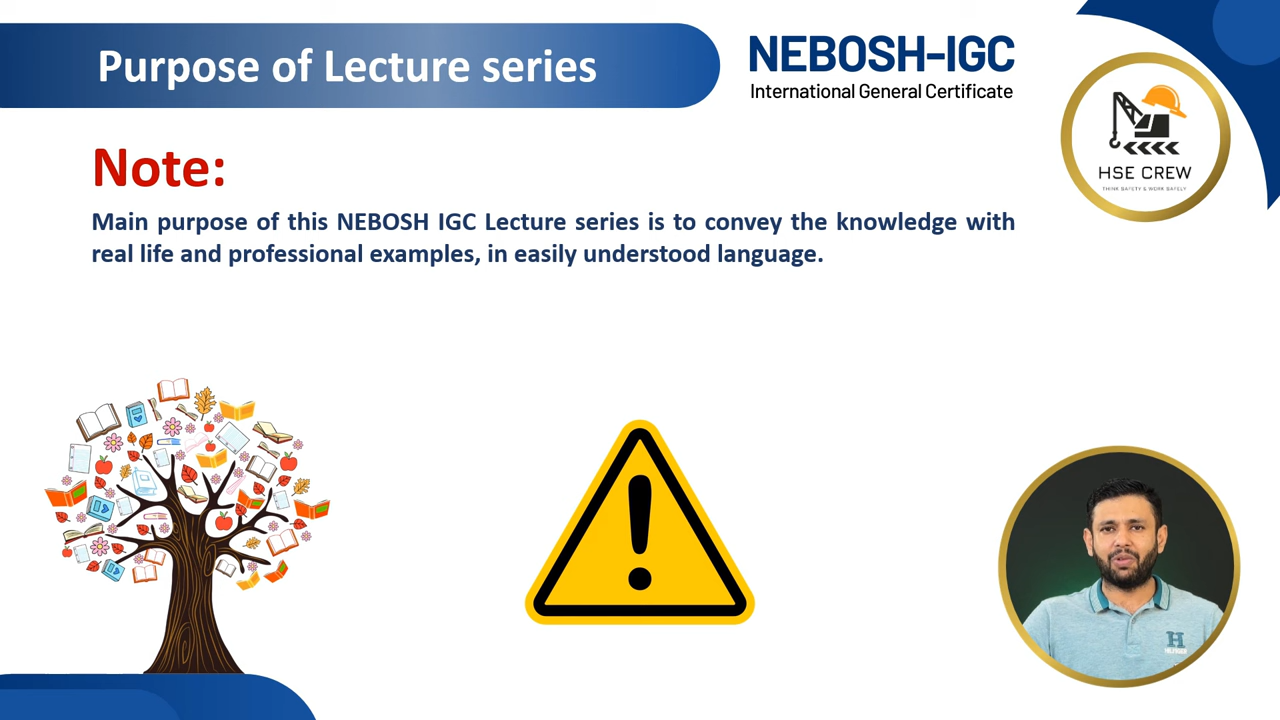 Purpose of Lecture series
NEBOSH-IGC
International General Certificate
HSE CREW
THINK SAFETY & WORK SAFELY
Note:
Main purpose of this NEBOSH IGC Lecture series is to convey the knowledge with
real life and professional examples, in easily understood language.
H